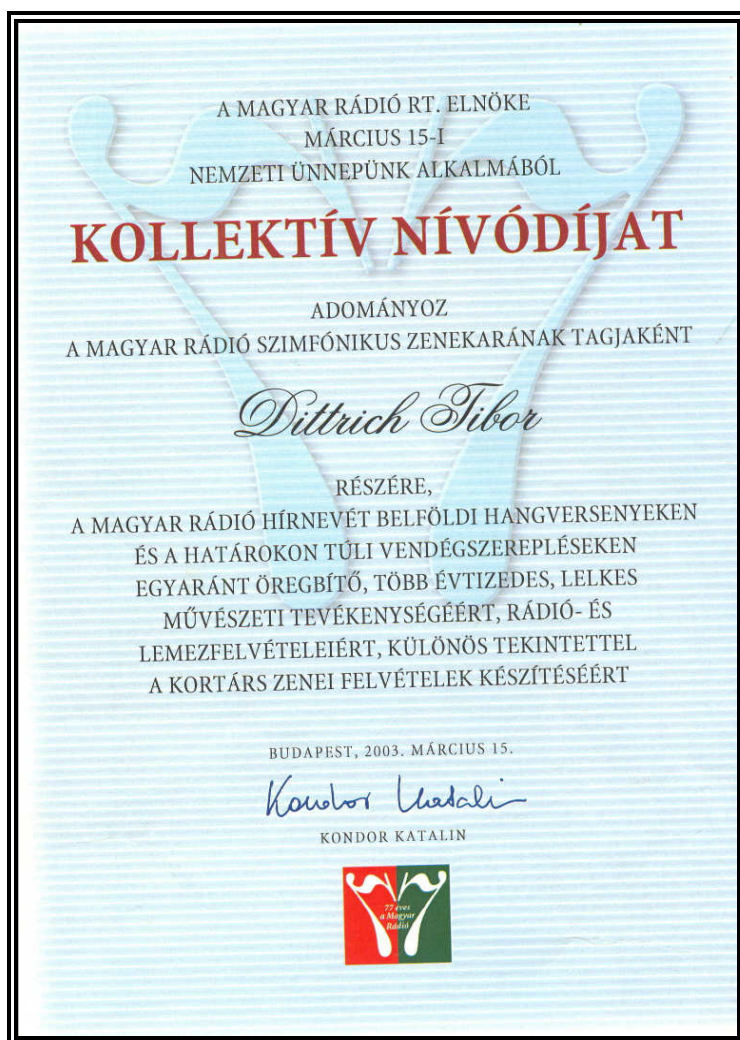 A MAGYAR RÁDIÓ RT. ELNÖKE
MÁRCIUS 15-I
NEMZETI ÜNNEPÜNK ALKALMÁBÓL
KOLLEKTÍV NÍVÓDÍJAT
ADOMÁNYOZ
A MAGYAR RÁDIÓ SZIMFÓNIKUS ZENEKARÁNAK TAGJAKÉNT
Dittrich Tibor
RÉSZÉRE,
A MAGYAR RÁDIÓ HÍRNEVÉT BELFÖLDI HANGVERSENYEKEN
ÉS A HATÁROKON TÚLI VENDÉGSZEREPLÉSEKEN
EGYARÁNT ÖREGBÍTŐ, TÖBB ÉVTIZEDES, LELKES
MŰVÉSZETI TEVÉKENYSÉGÉÉRT, RÁDIÓ- ÉS
LEMEZFELVÉTELEIÉRT, KÜLÖNÖS TEKINTETTEL
A KORTÁRS ZENEI FELVÉTELEK KÉSZÍTÉSÉÉRT
BUDAPEST, 2003. MÁRCIUS 15.
Kondor Katalin
KONDOR KATALIN
77 éves
a Magyar
Rádió